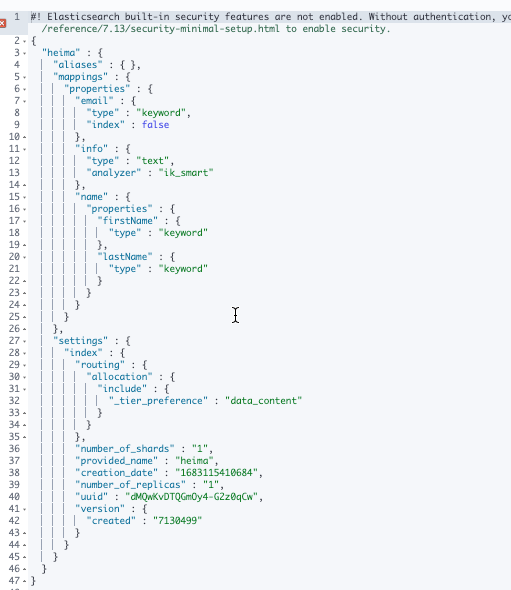 1 #! Elasticsearch built-in security features are not enabled. Without authentication,
/reference/7.13/security-minimal-setup.html to enable security.
2 {
3 "heima" : {
4 "aliases" : { },
5 "mappings" : {
6 "properties" : {
7 "email" : {
8 "type" : "keyword",
9 "index" : false
10 },
11 "info" : {
12 "type" : "text",
13 "analyzer" : "ik_smart"
14 },
15 "name" : {
16 "properties" : {
17 "firstName" : {
18 "type" : "keyword"
19 },
20 "lastName" : {
21 "type" : "keyword"
22 }
23 }
24 }
25 }
26 },
27 "settings" : {
28 "index" : {
29 "routing" : {
30 "allocation" : {
31 "include" : {
32 "_tier_preference" : "data_content"
33 }
34 }
35 },
36 "number_of_shards" : "1",
37 "provided_name" : "heima",
38 "creation_date" : "1683115410684",
39 "number_of_replicas" : "1",
40 "uuid" : "dMQwKvDTQGmOy4-GZz0qCw",
41 "version" : {
42 "created" : "7130499"
43 }
44 }
45 }
46 }
47 }